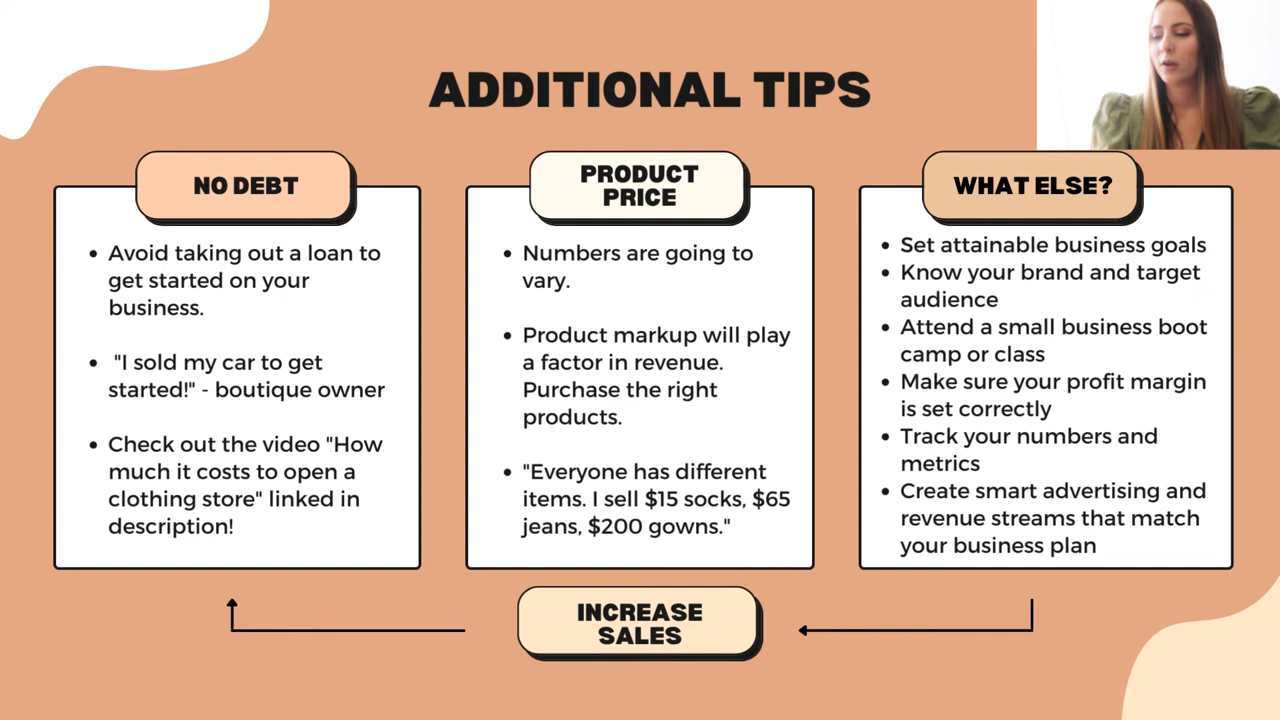 ADDITIONAL TIPS
NO DEBT
• Avoid taking out a loan to
get started on your
business.
• "I sold my car to get
started!" - boutique owner
• Check out the video "How
much it costs to open a
clothing store" linked in
description!
PRODUCT
PRICE
• Numbers are going to
vary.
• Product markup will play
a factor in revenue.
Purchase the right
products.
• "Everyone has different
items. I sell $15 socks, $65
jeans, $200 gowns."
WHAT ELSE?
• Set attainable business goals
• Know your brand and target
audience
• Attend a small business boot
camp or class
• Make sure your profit margin
is set correctly
• Track your numbers and
metrics
• Create smart advertising and
revenue streams that match
your business plan
INCREASE
SALES